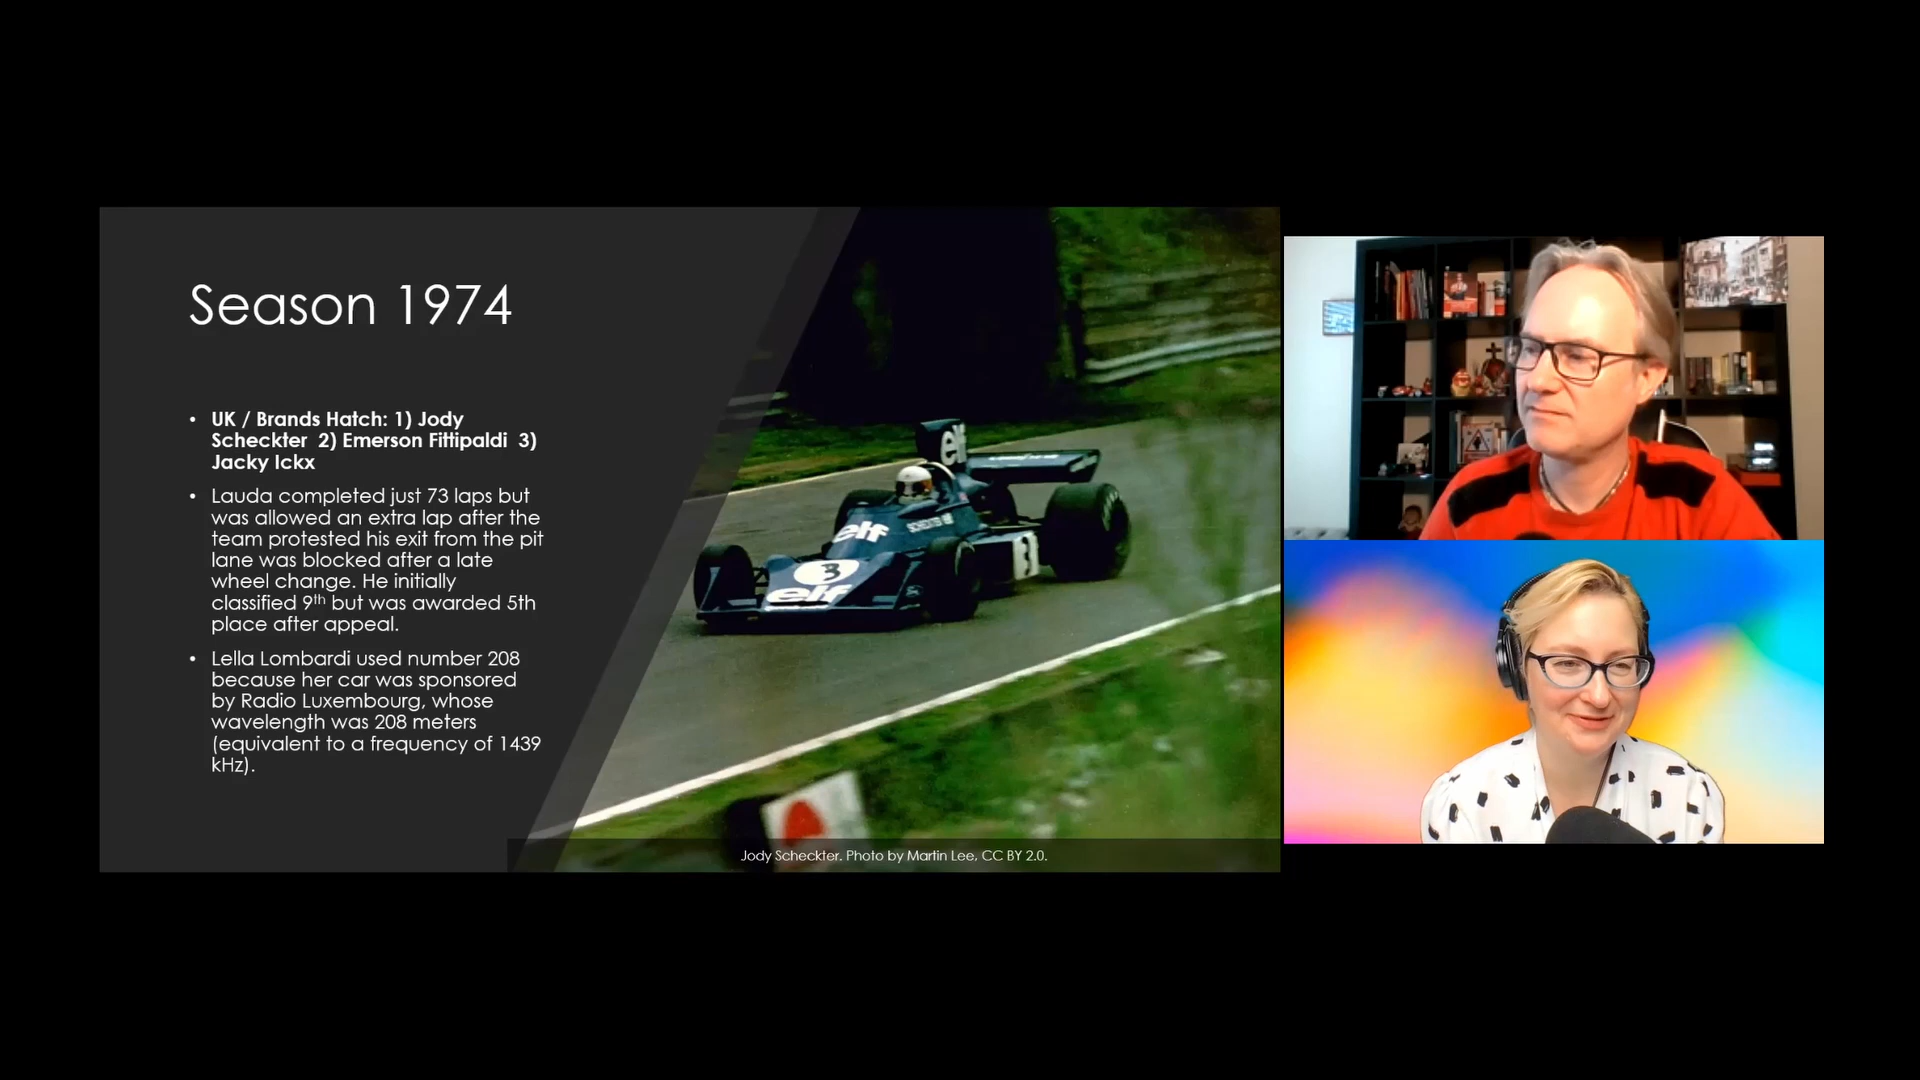 Season 1974
• UK / Brands Hatch: 1) Jody
Scheckter  2) Emerson Fittipaldi  3)
Jacky Ickx
• Lauda completed just 73 laps but
was allowed an extra lap after the
team protested his exit from the pit
lane was blocked after a late
wheel change. He initially
classified 9th but was awarded 5th
place after appeal.
• Lella Lombardi used number 208
because her car was sponsored
by Radio Luxembourg, whose
wavelength was 208 meters
(equivalent to a frequency of 1439
kHz).
elf
elf
3
3
elf
Jody Scheckter. Photo by Martin Lee, CC BY 2.0.